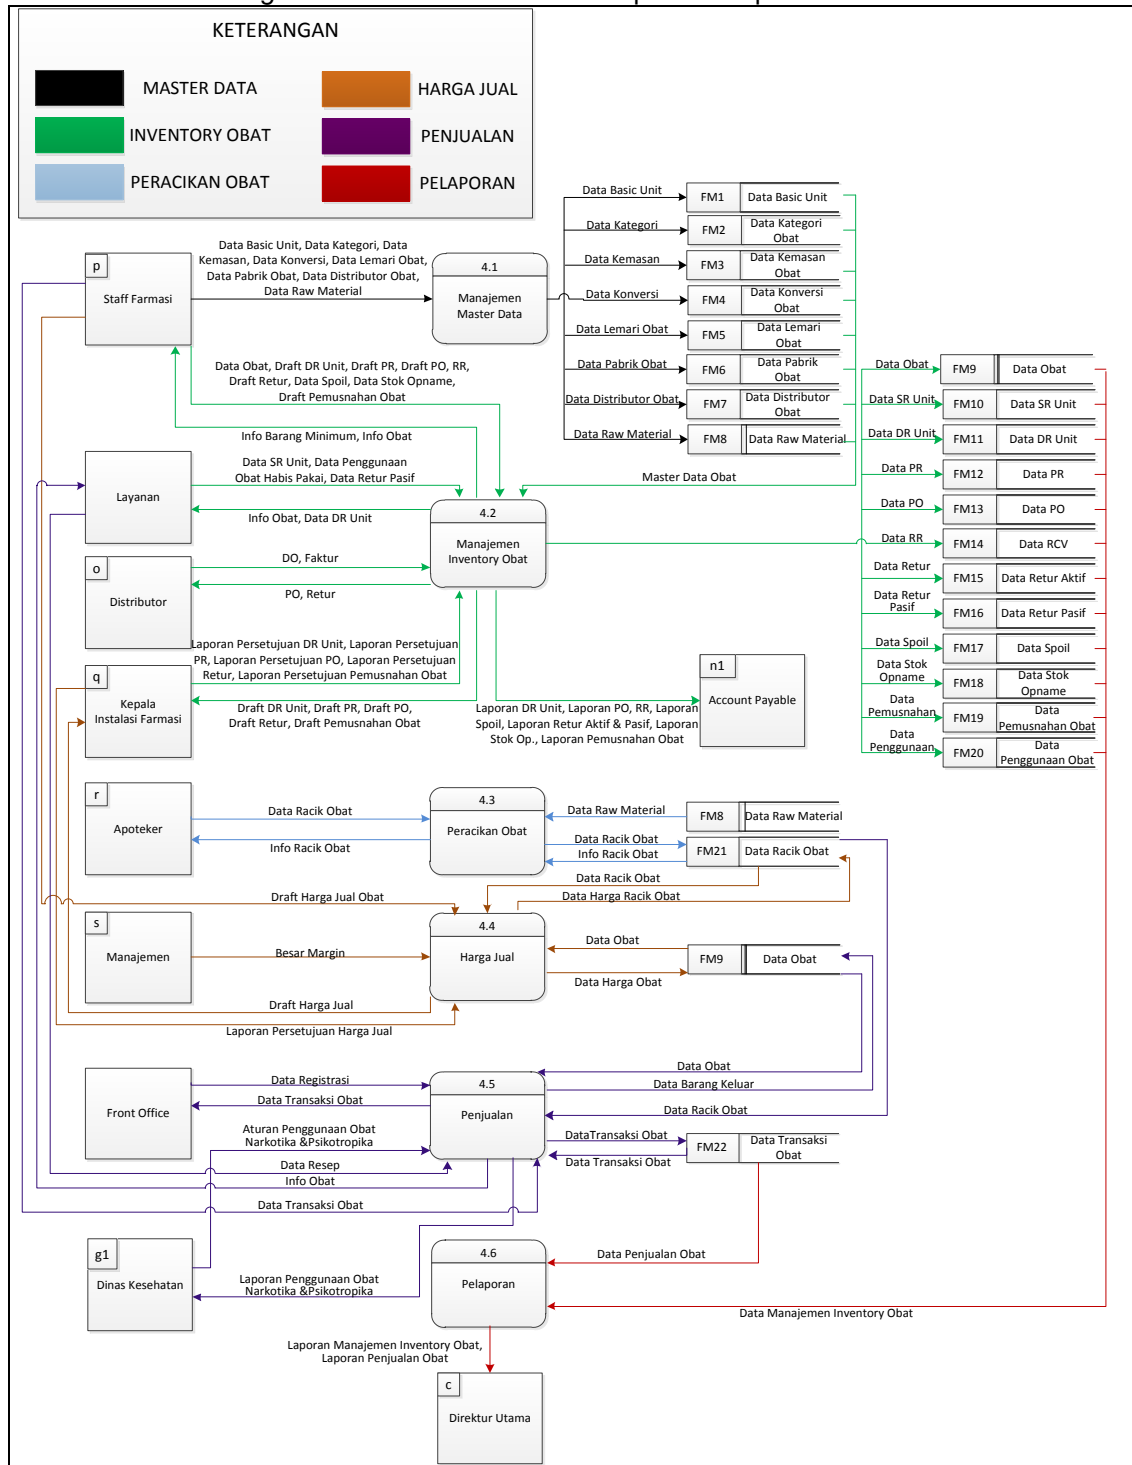 KETERANGAN
MASTER DATA
HARGA JUAL
INVENTORY OBAT
PENJUALAN
PERACIKAN OBAT
PELAPORAN
p
Staff Farmasi
Data Basic Unit, Data Kategori, Data
Kemasan, Data Konversi, Data Lemari Obat,
Data Pabrik Obat, Data Distributor Obat,
Data Raw Material
4.1
Manajemen
Master Data
Data Basic Unit
FM1
Data Basic Unit
Data Kategori
FM2
Data Kategori
Obat
Data Kemasan
FM3
Data Kemasan
Obat
Data Konversi
FM4
Data Konversi
Obat
Data Lemari Obat
FM5
Data Lemari
Obat
Data Pabrik Obat
FM6
Data Pabrik
Obat
Data Distributor Obat
FM7
Data Distributor
Obat
Data Raw Material
FM8
Data Raw Material
Data Obat, Draft DR Unit, Draft PR, Draft PO, RR,
Draft Retur, Data Spoil, Data Stok Opname,
Draft Pemusnahan Obat
Info Barang Minimum, Info Obat
Layanan
Data SR Unit, Data Penggunaan
Obat Habis Pakai, Data Retur Pasif
Info Obat, Data DR Unit
Master Data Obat
4.2
Manajemen
Inventory Obat
o
Distributor
DO, Faktur
PO, Retur
Data Obat
FM9
Data Obat
Data SR Unit
FM10
Data SR Unit
Data DR Unit
FM11
Data DR Unit
Data PR
FM12
Data PR
Data PO
FM13
Data PO
Data RR
FM14
Data RCV
Data Retur
FM15
Data Retur Aktif
Data Retur
Pasif
FM16
Data Retur Pasif
Data Spoil
FM17
Data Spoil
Data Stok
Opname
FM18
Data Stok
Opname
Data
Pemusnahan
FM19
Data
Pemusnahan Obat
Data
Penggunaan
FM20
Data
Penggunaan Obat
q
Kepala
Instalasi Farmasi
Laporan Persetujuan DR Unit, Laporan Persetujuan
PR, Laporan Persetujuan PO, Laporan Persetujuan
Retur, Laporan Persetujuan Pemusnahan Obat
Draft DR Unit, Draft PR, Draft PO,
Draft Retur, Draft Pemusnahan Obat
Laporan DR Unit, Laporan PO, RR, Laporan
Spoil, Laporan Retur Aktif & Pasif, Laporan
Stok Op., Laporan Pemusnahan Obat
n1
Account Payable
r
Apoteker
Data Racik Obat
Info Racik Obat
4.3
Peracikan Obat
Data Raw Material
FM8
Data Raw Material
Data Racik Obat
Info Racik Obat
FM21
Data Racik Obat
Data Racik Obat
Data Harga Racik Obat
Draft Harga Jual Obat
s
Manajemen
Besar Margin
4.4
Harga Jual
Data Obat
Data Harga Obat
FM9
Data Obat
Draft Harga Jual
Laporan Persetujuan Harga Jual
Front Office
Data Registrasi
Data Transaksi Obat
4.5
Penjualan
Data Obat
Data Barang Keluar
Data Racik Obat
Aturan Penggunaan Obat
Narkotika &Psikotropika
DataTransaksi Obat
Data Transaksi Obat
FM22
Data Transaksi
Obat
Data Resep
Info Obat
Data Transaksi Obat
g1
Dinas Kesehatan
Laporan Penggunaan Obat
Narkotika &Psikotropika
4.6
Pelaporan
Data Penjualan Obat
Data Manajemen Inventory Obat
Laporan Manajemen Inventory Obat,
Laporan Penjualan Obat
c
Direktur Utama